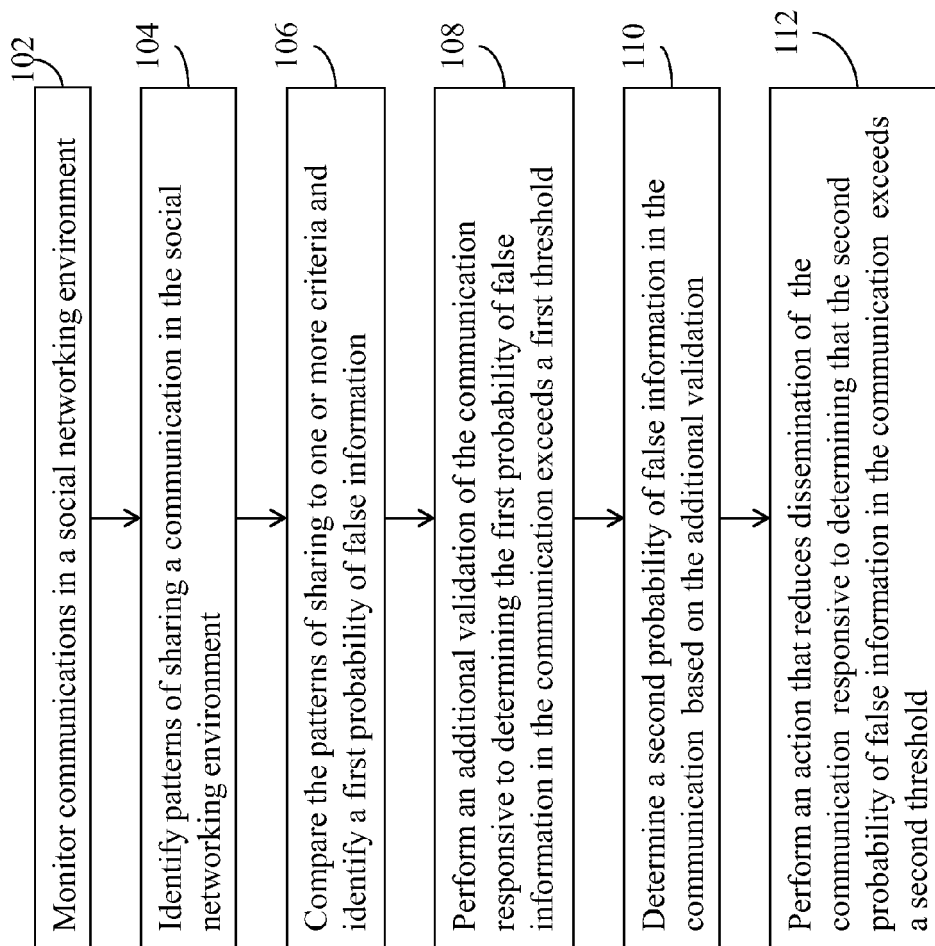 102
Monitor communications in a social networking environment
104
Identify patterns of sharing a communication in the social
networking environment
106
Compare the patterns of sharing to one or more criteria and
identify a first probability of false information
108
Perform an additional validation of the communication
responsive to determining the first probability of false
information in the communication exceeds a first threshold
110
Determine a second probability of false information in the
communication based on the additional validation
112
Perform an action that reduces dissemination of the
communication responsive to determining that the second
probability of false information in the communication exceeds
a second threshold